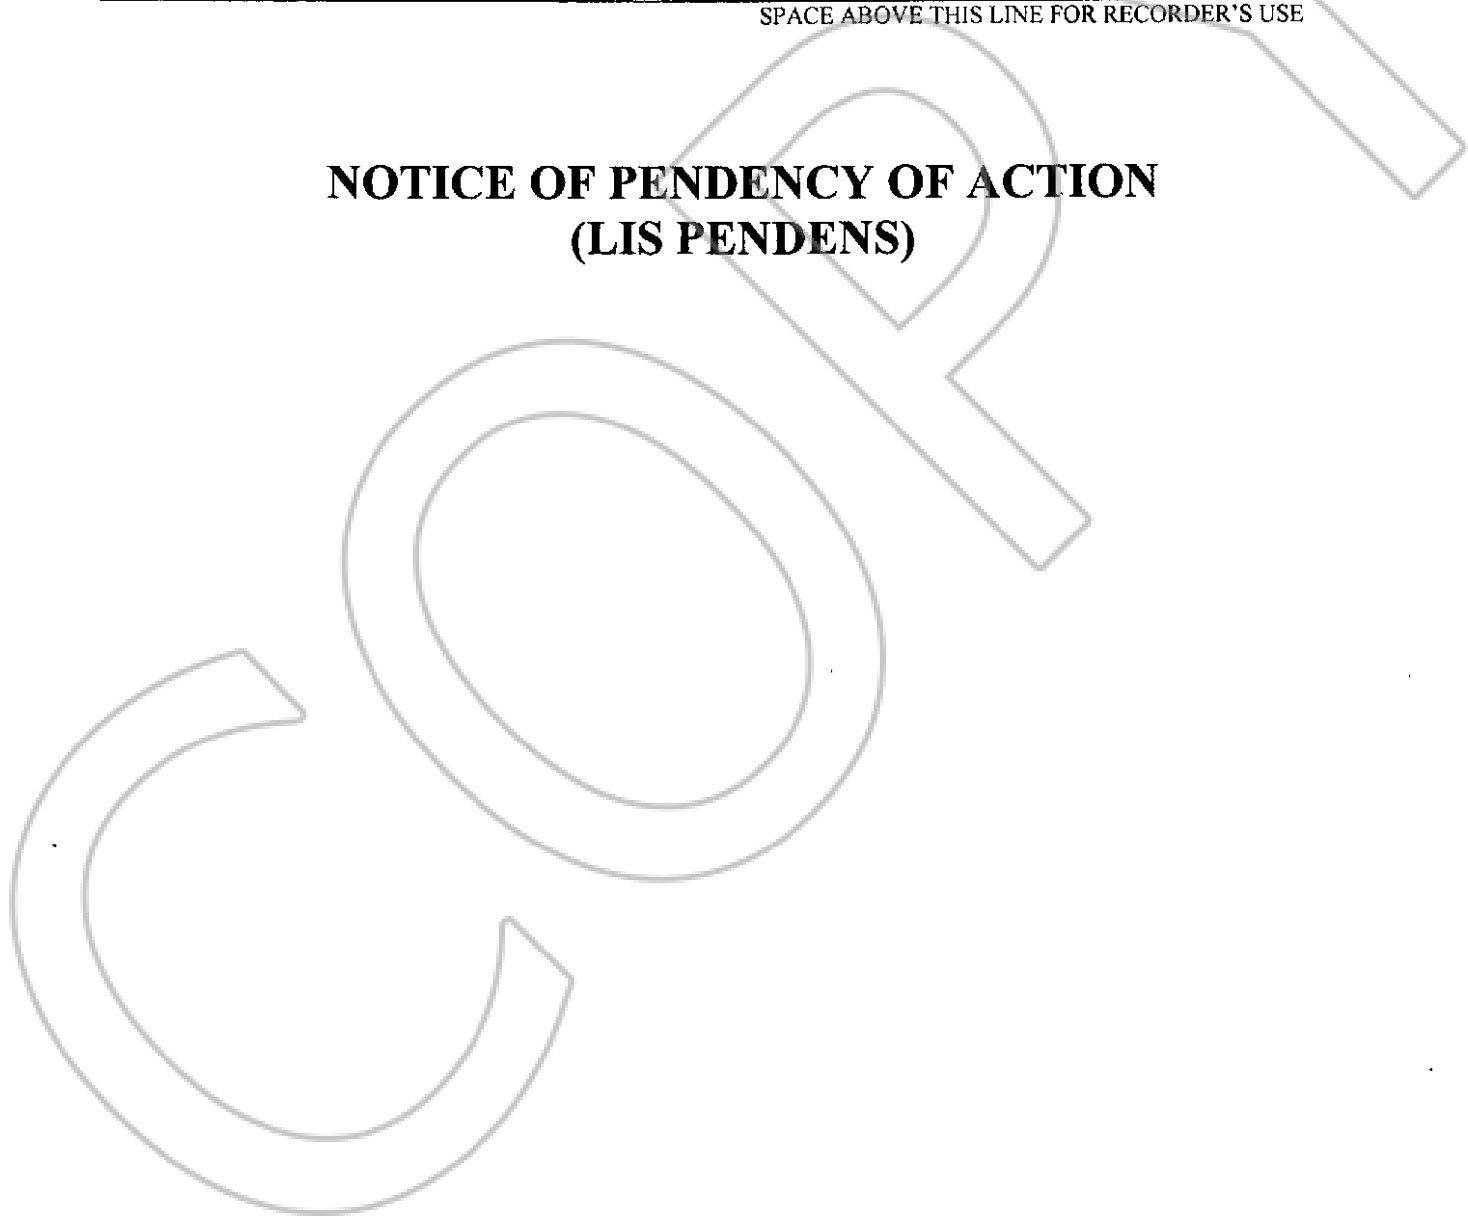 SPACE ABOVE THIS LINE FOR RECORDER'S USE
NOTICE OF PENDENCY OF ACTION
(LIS PENDENS)
COPY